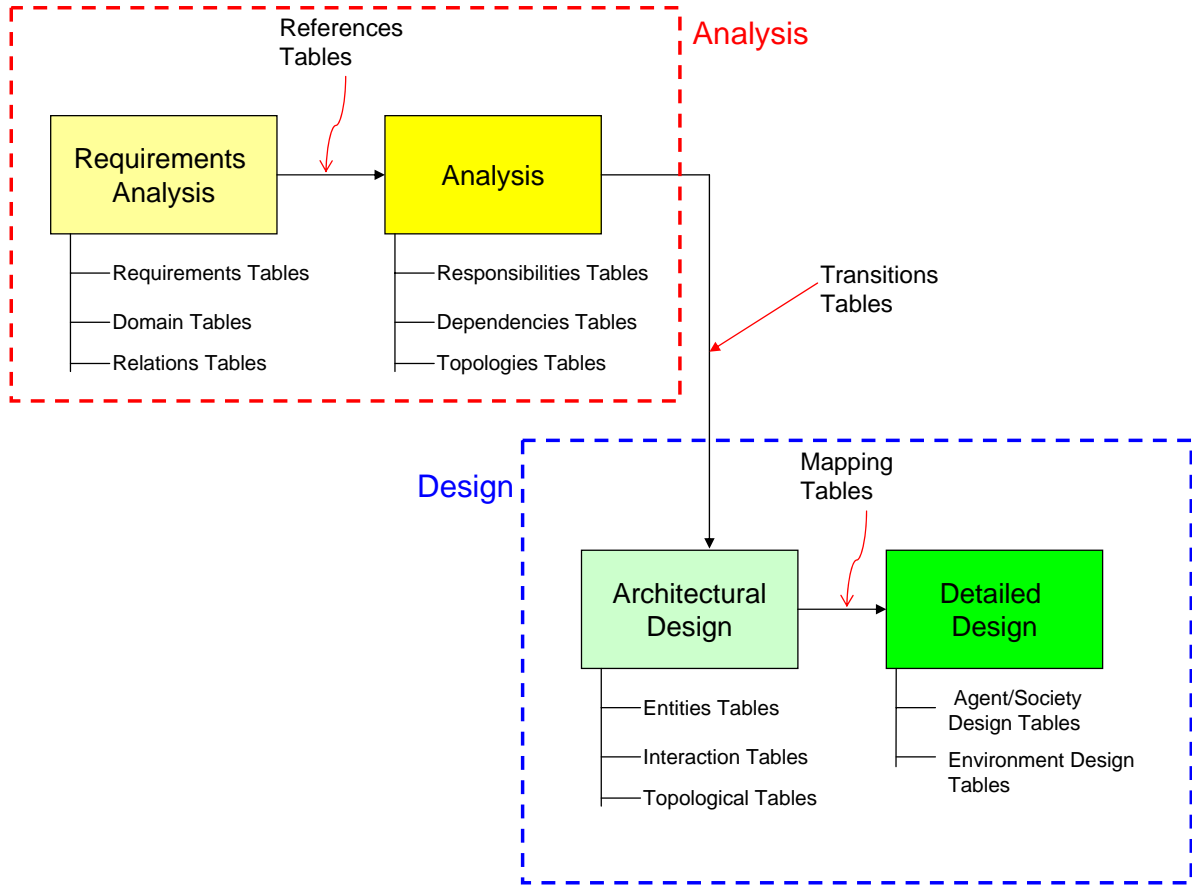 References
Tables
Analysis
Requirements
Analysis
Analysis
Requirements Tables
Domain Tables
Relations Tables
Responsibilities Tables
Dependencies Tables
Topologies Tables
Transitions
Tables
Design
Mapping
Tables
Architectural
Design
Detailed
Design
Entities Tables
Interaction Tables
Topological Tables
Agent/Society
Design Tables
Environment Design
Tables